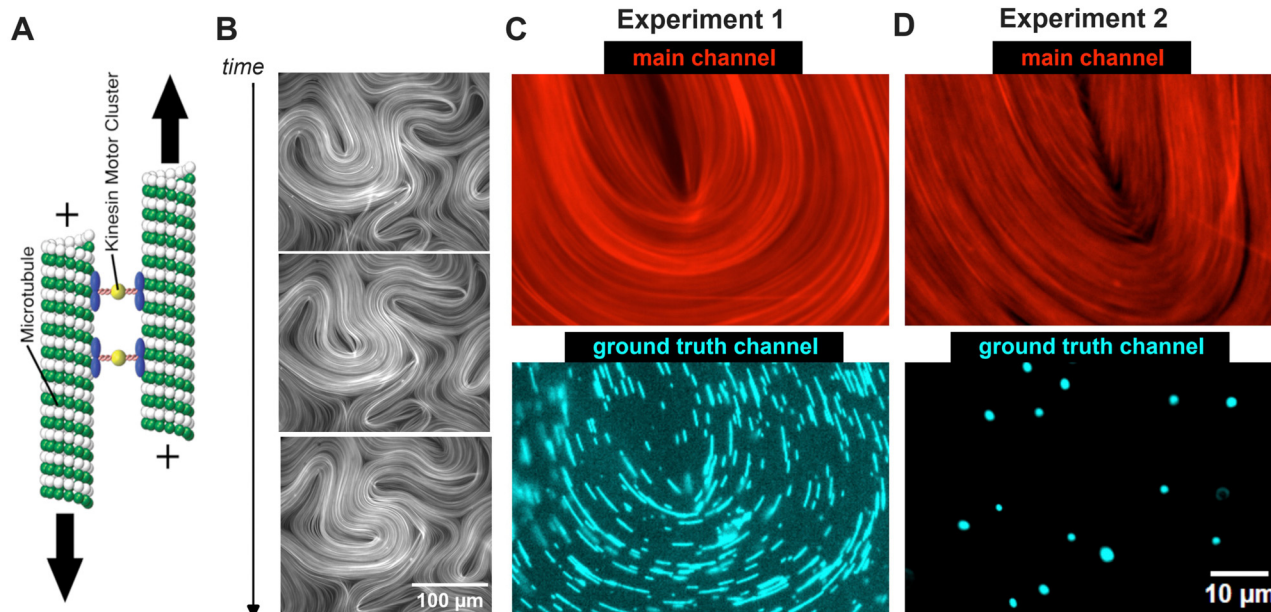 A
+
+
Microtubule
Kinesin Motor Cluster
B
time
100 µm
C
Experiment 1
main channel
ground truth channel
D
Experiment 2
main channel
ground truth channel
10 µm